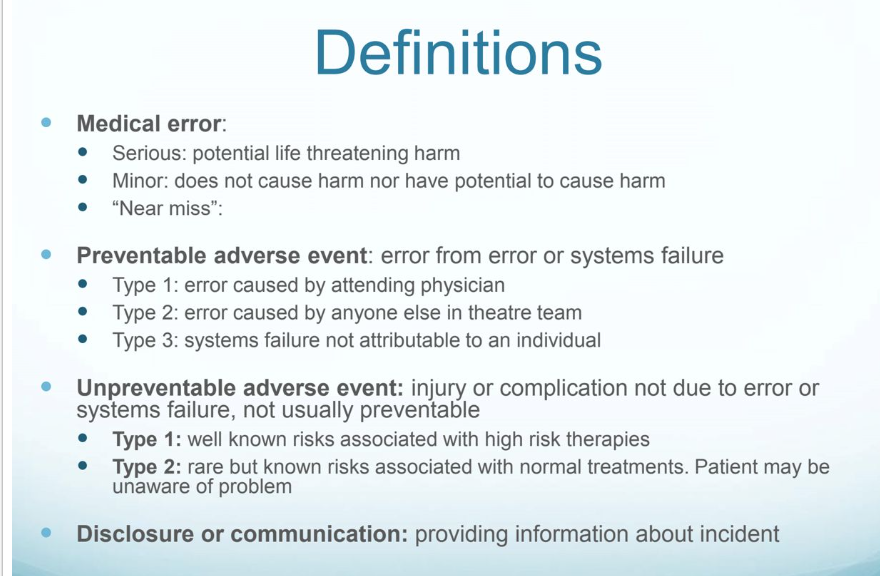 Definitions
• Medical error:
• Serious: potential life threatening harm
• Minor: does not cause harm nor have potential to cause harm
• “Near miss”:
• Preventable adverse event: error from error or systems failure
• Type 1: error caused by attending physician
• Type 2: error caused by anyone else in theatre team
• Type 3: systems failure not attributable to an individual
• Unpreventable adverse event: injury or complication not due to error or
systems failure, not usually preventable
• Type 1: well known risks associated with high risk therapies
• Type 2: rare but known risks associated with normal treatments. Patient may be
unaware of problem
• Disclosure or communication: providing information about incident